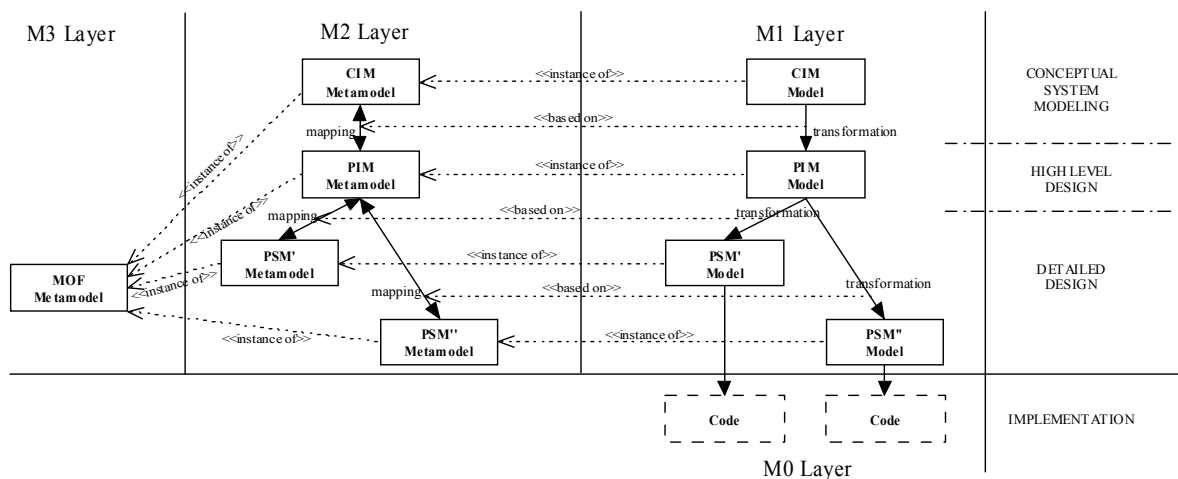 M3 Layer
M2 Layer
M1 Layer
CIM
Metamodel
<<instance of>>
CIM
Model
CONCEPTUAL
SYSTEM
MODELING
mapping
<<based on>>
transformation
<<instance of>>
PIM
Metamodel
<<instance of>>
PIM
Model
HIGH LEVEL
DESIGN
<<instance of>>
mapping
<<based on>>
transformation
PSM'
Metamodel
<<instance of>>
PSM'
Model
MOF
Metamodel
<<instance of>>
mapping
<<based on>>
transformation
DETAILED
DESIGN
<<instance of>>
PSM''
Metamodel
<<instance of>>
PSM"
Model
Code
Code
IMPLEMENTATION
M0 Layer